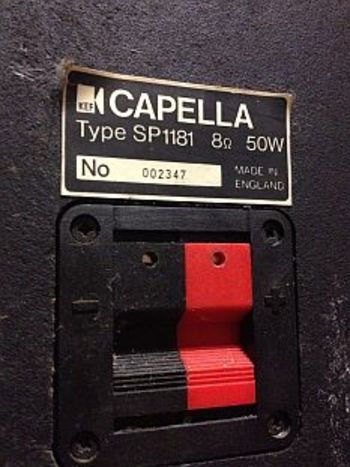 KEF CAPELLA
Type SP1181 8Ω 50W
No 002347 MADE IN
ENGLAND
- +